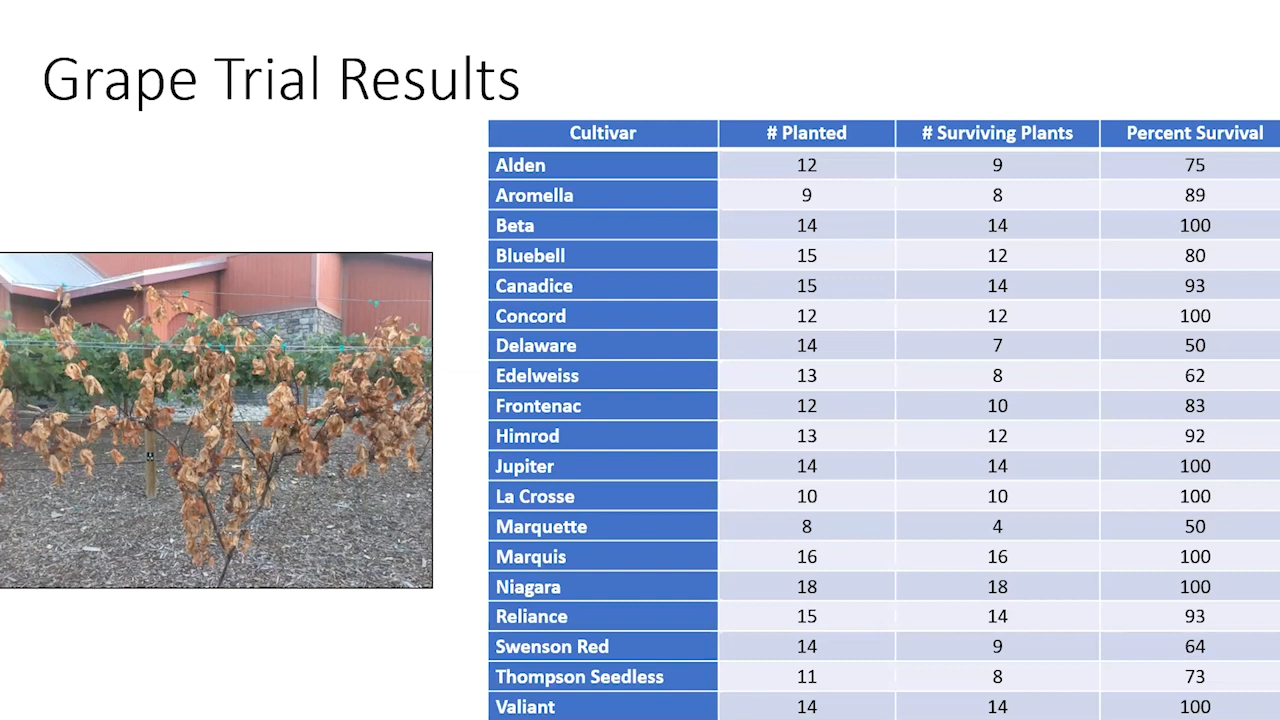 Grape Trial Results
Cultivar # Planted # Surviving Plants Percent Survival
Alden 12 9 75
Aromella 9 8 89
Beta 14 14 100
Bluebell 15 12 80
Canadice 15 14 93
Concord 12 12 100
Delaware 14 7 50
Edelweiss 13 8 62
Frontenac 12 10 83
Himrod 13 12 92
Jupiter 14 14 100
La Crosse 10 10 100
Marquette 8 4 50
Marquis 16 16 100
Niagara 18 18 100
Reliance 15 14 93
Swenson Red 14 9 64
Thompson Seedless 11 8 73
Valiant 14 14 100